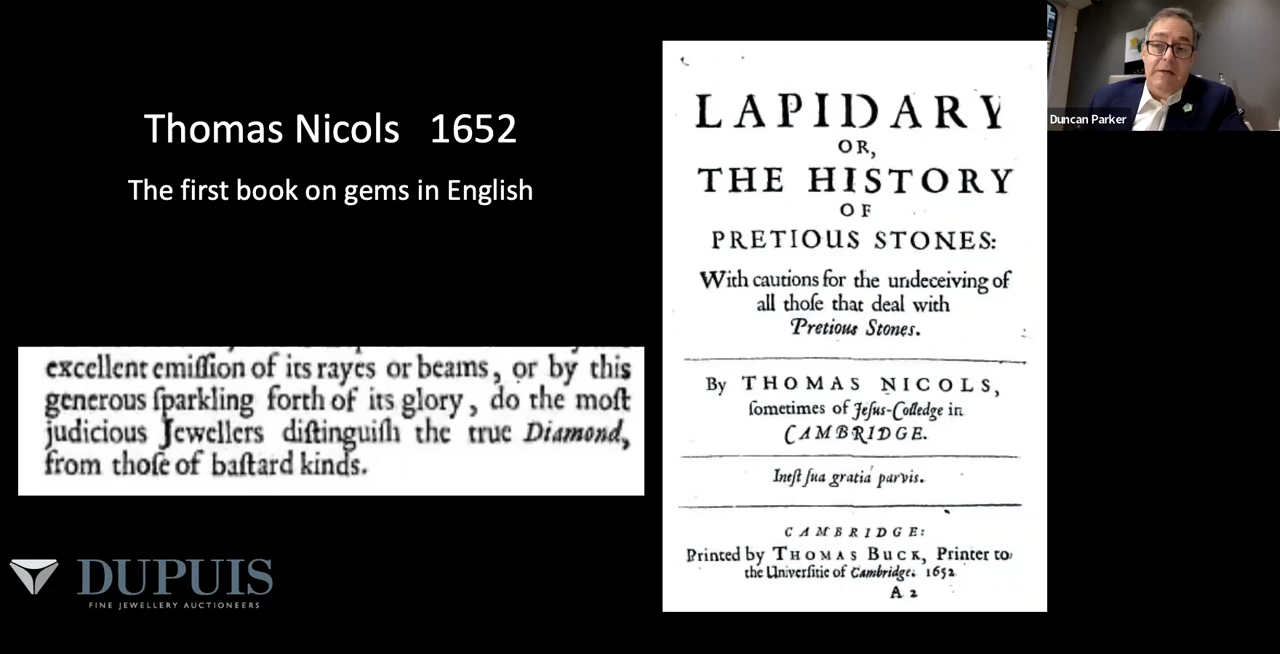 Thomas Nicols 1652
The first book on gems in English
excellent emiſſion of its rayes or beams, or by this
generous ſparkling forth of its glory, do the moſt
judicious Jewellers diſtinguiſh the true Diamond,
from thoſe of baſtard kinds.
DUPUIS
FINE JEWELLERY AUCTIONEERS
LAPIDARY
OR,
THE HISTORY
OF
PRETIOUS STONES:
With cautions for the undeceiving of
all thoſe that deal with
Pretious Stones.
By THOMAS NICOLS,
ſometimes of Jeſus-Colledge in
CAMBRIDGE.
Ineſt ſua gratia parvis.
CAMBRIDGE:
Printed by THOMAS BUCK, Printer to
the Univerſitie of Cambridge. 1652
A 2
Duncan Parker